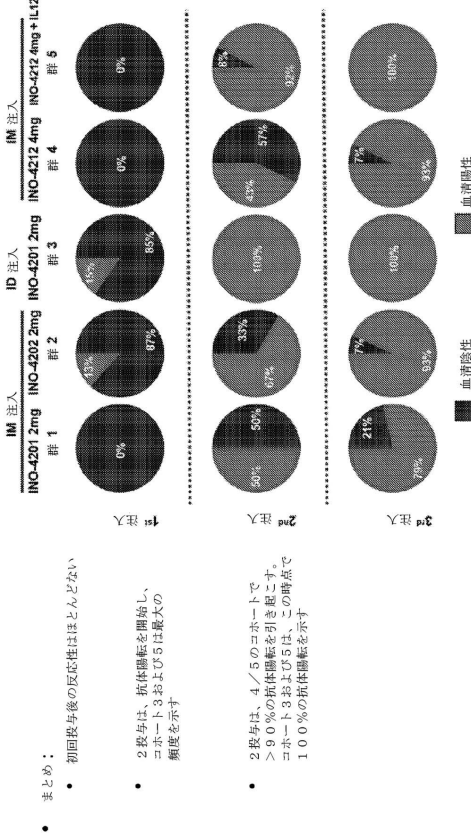 IM 注入
ID 注入
IM 注入
INO-4201 2mg
INO-4202 2mg
INO-4201 2mg
INO-4212 4mg
INO-4212 4mg + IL12
群 1
群 2
群 3
群 4
群 5
1st 注入
0%
13%
87%
15%
85%
0%
0%
2nd 注入
50%
50%
67%
33%
100%
43%
57%
92%
8%
3rd 注入
79%
21%
93%
7%
100%
93%
7%
100%
血清陰性
血清陽性
• まとめ：
• 初回投与後の反応性はほとんどない
• 2投与は、抗体陽転を開始し、
コホート3および5は最大の
頻度を示す
• 2投与は、4／5のコホートで
＞90％の抗体陽転を引き起こす。
コホート3および5は、この時点で
100％の抗体陽転を示す